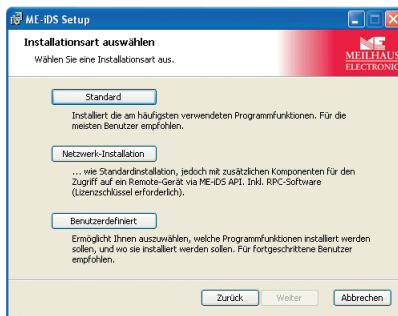 ME-iDS Setup
Installationsart auswählen
Wählen Sie eine Installationsart aus.
MEILHAUS
ELECTRONIC
Standard
Installiert die am häufigsten verwendeten Programmfunktionen. Für die
meisten Benutzer empfohlen.
Netzwerk-Installation
... wie Standardinstallation, jedoch mit zusätzlichen Komponenten für den
Zugriff auf ein Remote-Gerät via ME-iDS API. Inkl. RPC-Software
(Lizenzschlüssel erforderlich).
Benutzerdefiniert
Ermöglicht Ihnen auszuwählen, welche Programmfunktionen installiert werden
sollen, und wo sie installiert werden sollen. Für fortgeschrittene Benutzer
empfohlen.
Zurück Weiter Abbrechen